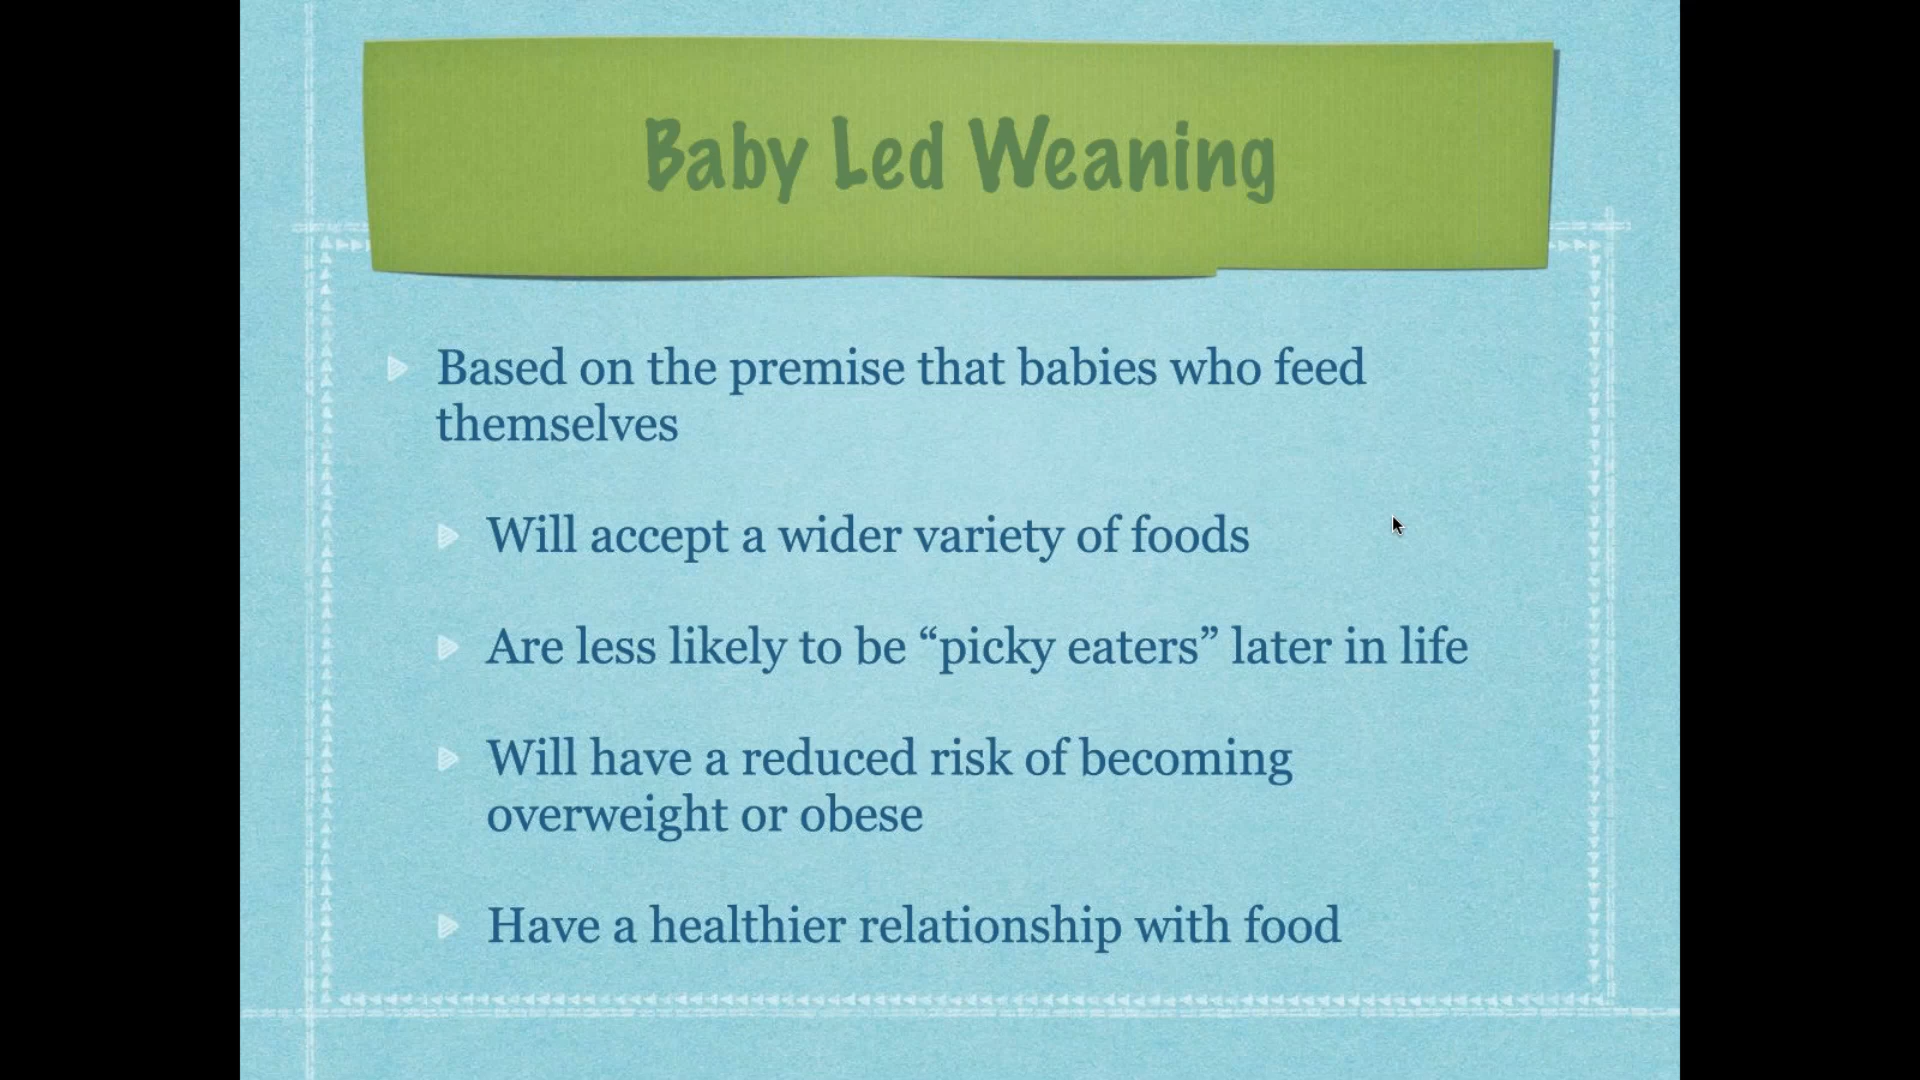 Baby Led Weaning
Based on the premise that babies who feed
themselves
Will accept a wider variety of foods
Are less likely to be “picky eaters” later in life
Will have a reduced risk of becoming
overweight or obese
Have a healthier relationship with food